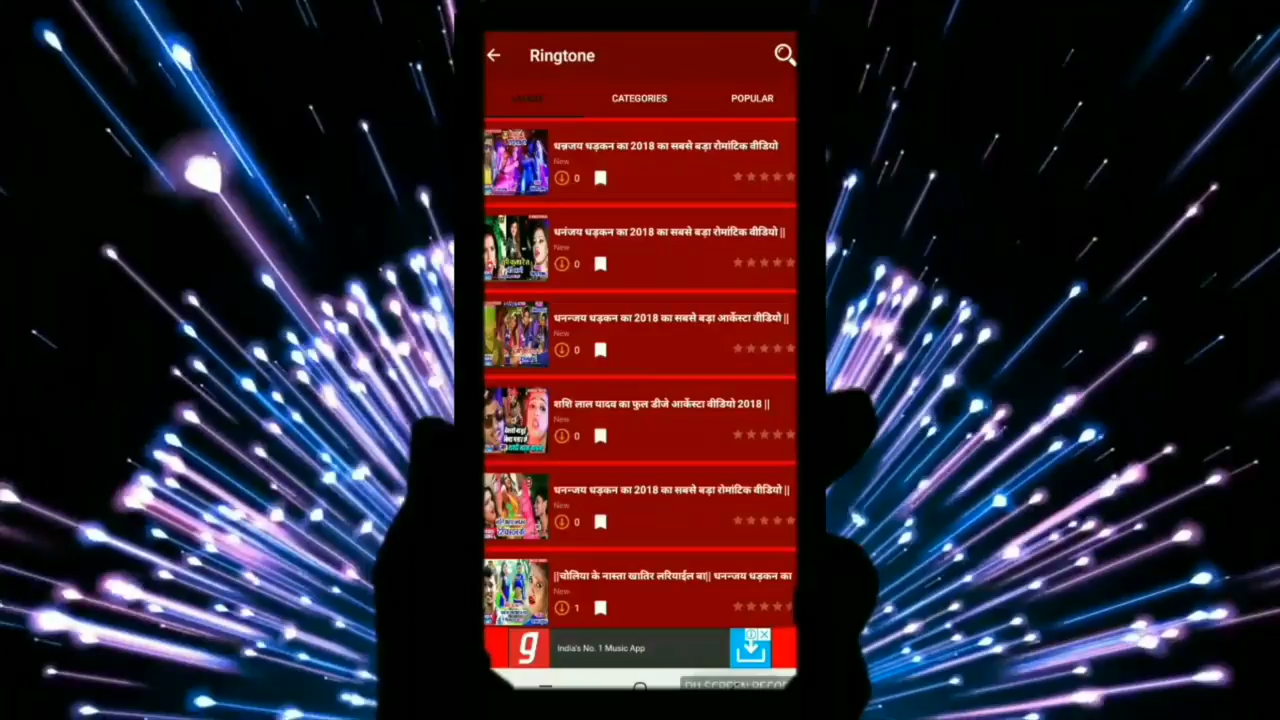 Ringtone
CATEGORIES
POPULAR
धन्नजय धड़कन का 2018 का सबसे बड़ा रोमांटिक वीडियो
New
0
धनंजय धड़कन का 2018 का सबसे बड़ा रोमांटिक वीडियो ||
New
0
धनन्जय धड़कन का 2018 का सबसे बड़ा आर्केस्टा वीडियो ||
New
0
शशि लाल यादव का फुल डीजे आर्केस्टा वीडियो 2018 ||
New
0
धनन्जय धड़कन का 2018 का सबसे बड़ा रोमांटिक वीडियो ||
New
0
||चोलिया के नास्ता खातिर लरियाईल बा|| धनन्जय धड़कन का
New
1
g
India's No. 1 Music App